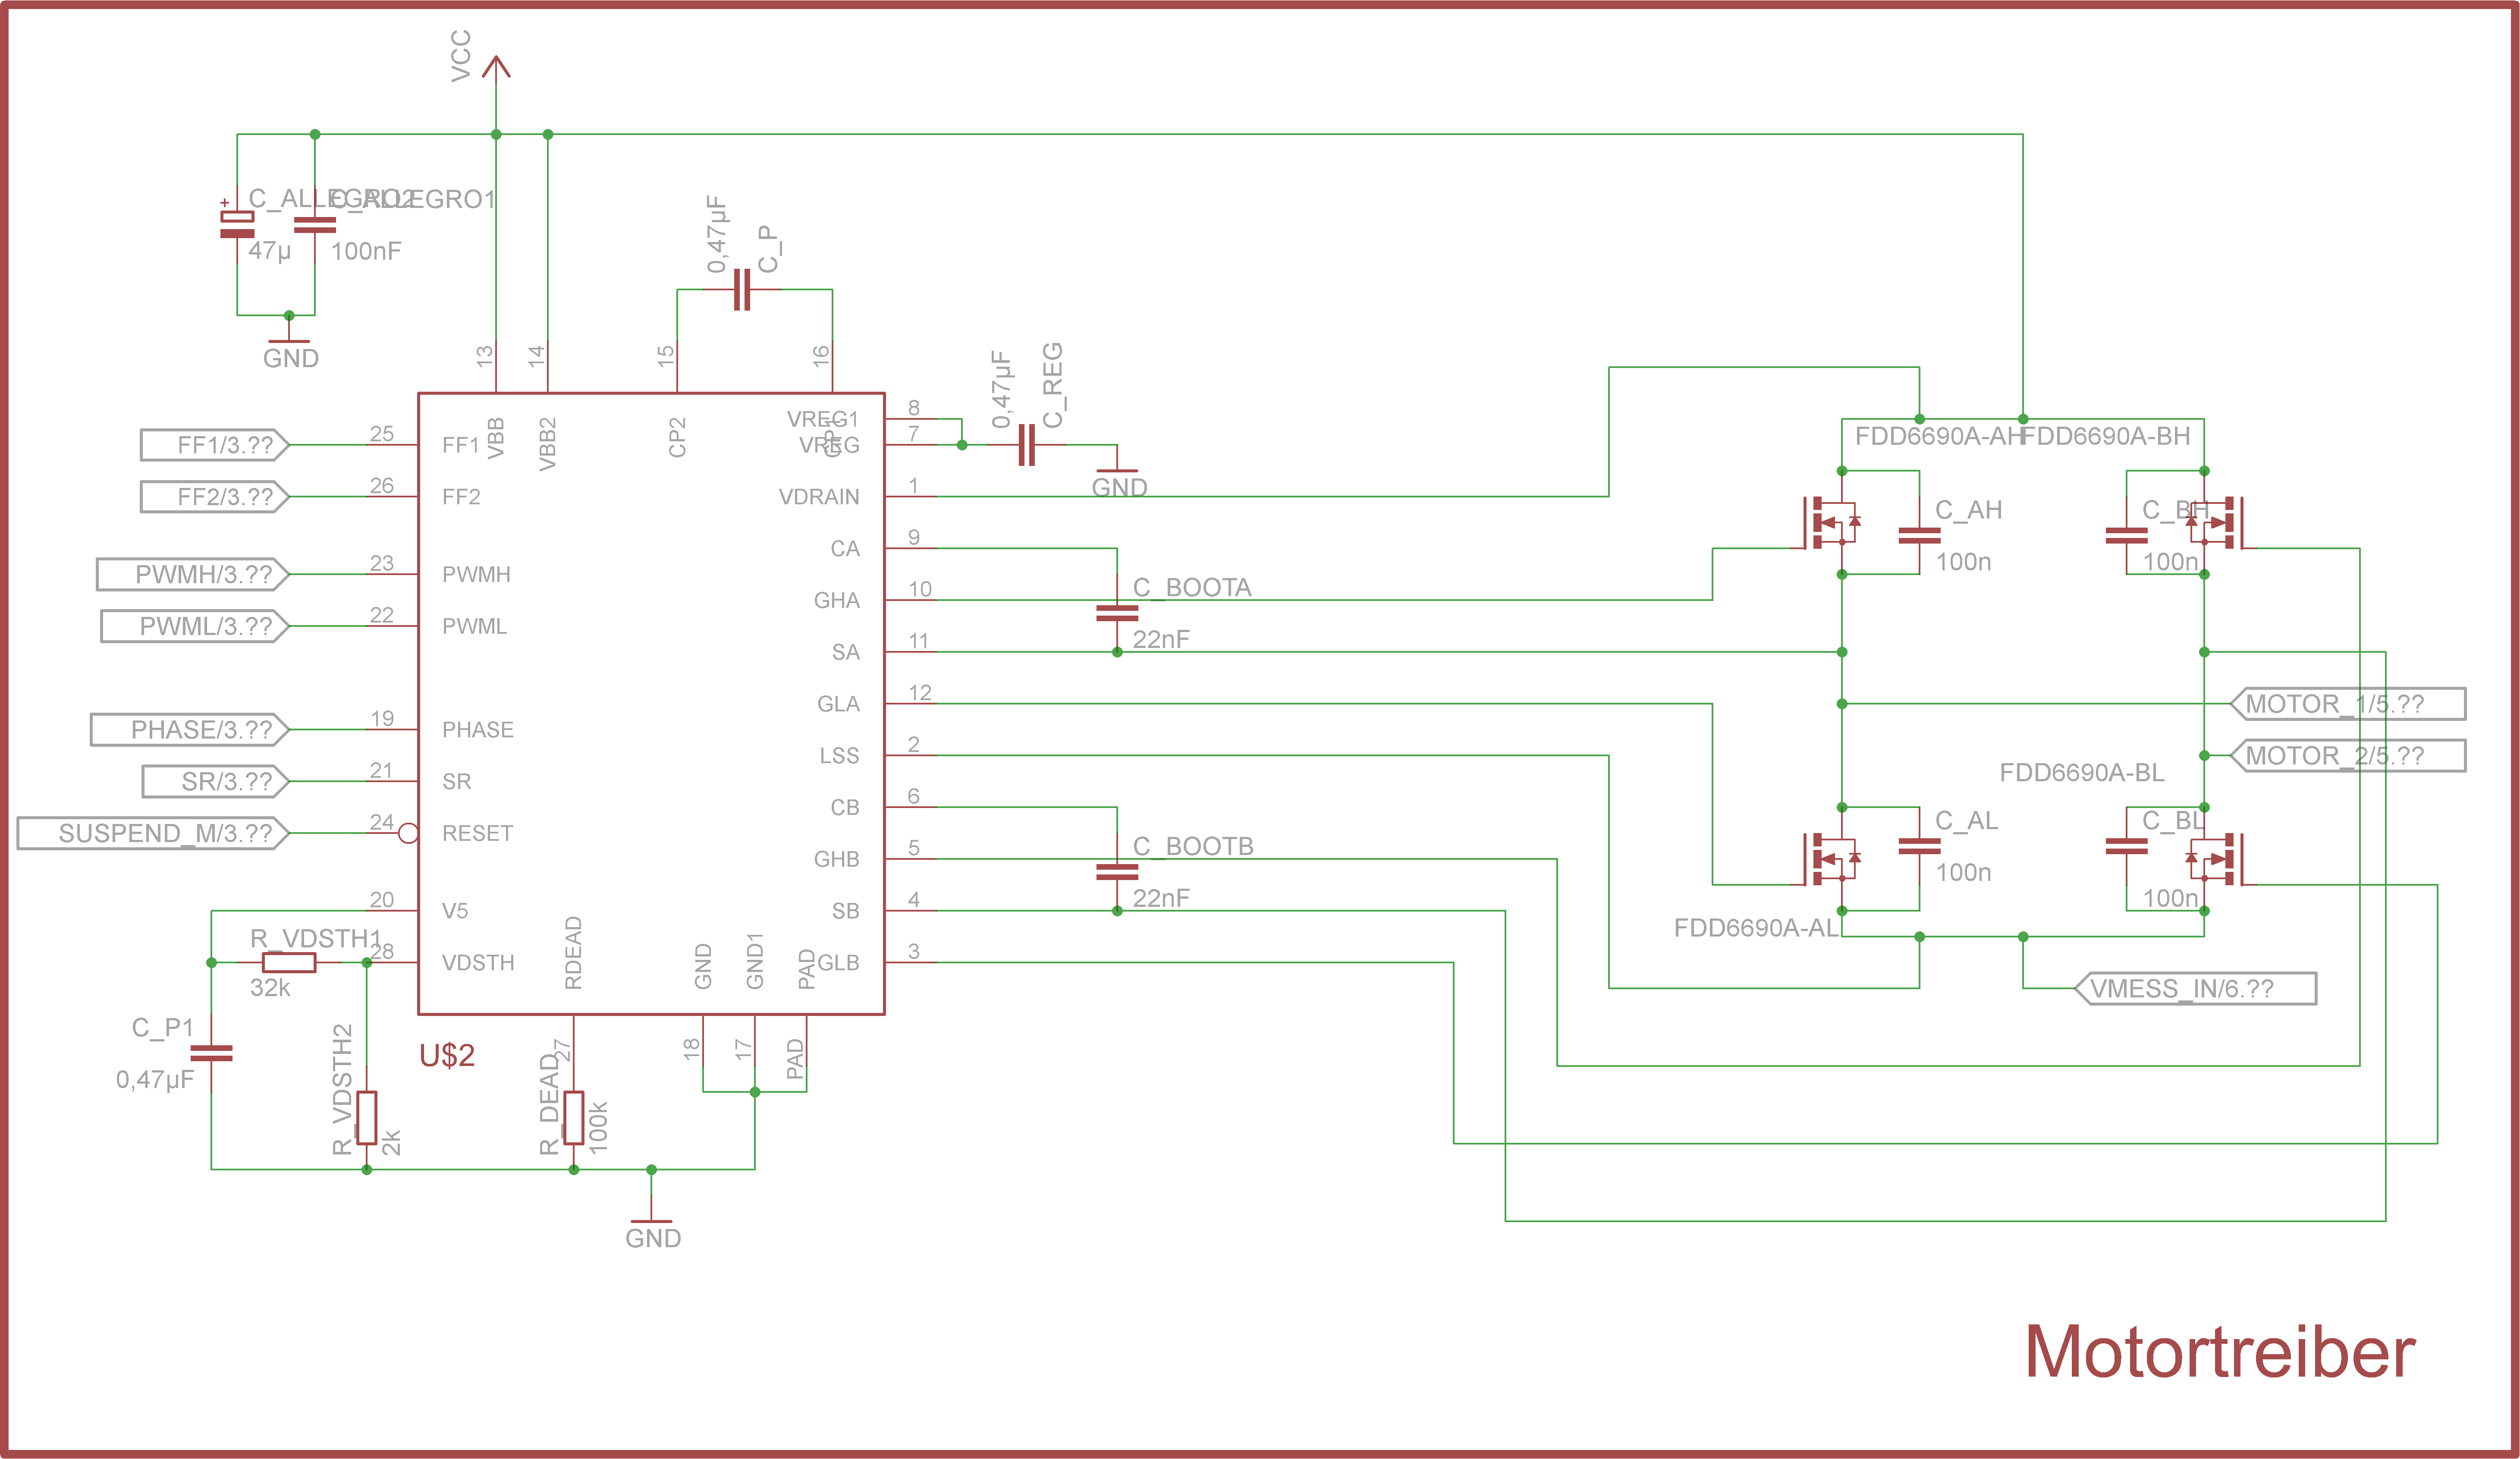 VCC
C_ALLEGRO2
C_ALLEGRO1
47µ
100nF
GND
0,47µF
C_P
13
14
15
16
0,47µF
C_REG
GND
VBB
VBB2
CP2
CP1
VREG1
8
VREG
7
FF1/3.??
25
FF1
FF2/3.??
26
FF2
VDRAIN
1
PWMH/3.??
23
PWMH
CA
9
PWML/3.??
22
PWML
GHA
10
SA
11
C_BOOTA
22nF
PHASE/3.??
19
PHASE
GLA
12
SR/3.??
21
SR
LSS
2
SUSPEND_M/3.??
24
RESET
CB
6
GHB
5
C_BOOTB
22nF
V5
20
SB
4
R_VDSTH1
32k
28
VDSTH
RDEAD
GND
GND1
PAD
GLB
3
C_P1
0,47µF
R_VDSTH2
2k
U$2
R_DEAD
27
100k
18
17
PAD
GND
FDD6690A-AH
FDD6690A-BH
C_AH
100n
C_BH
100n
MOTOR_1/5.??
MOTOR_2/5.??
FDD6690A-BL
C_AL
100n
C_BL
100n
FDD6690A-AL
VMESS_IN/6.??
Motortreiber